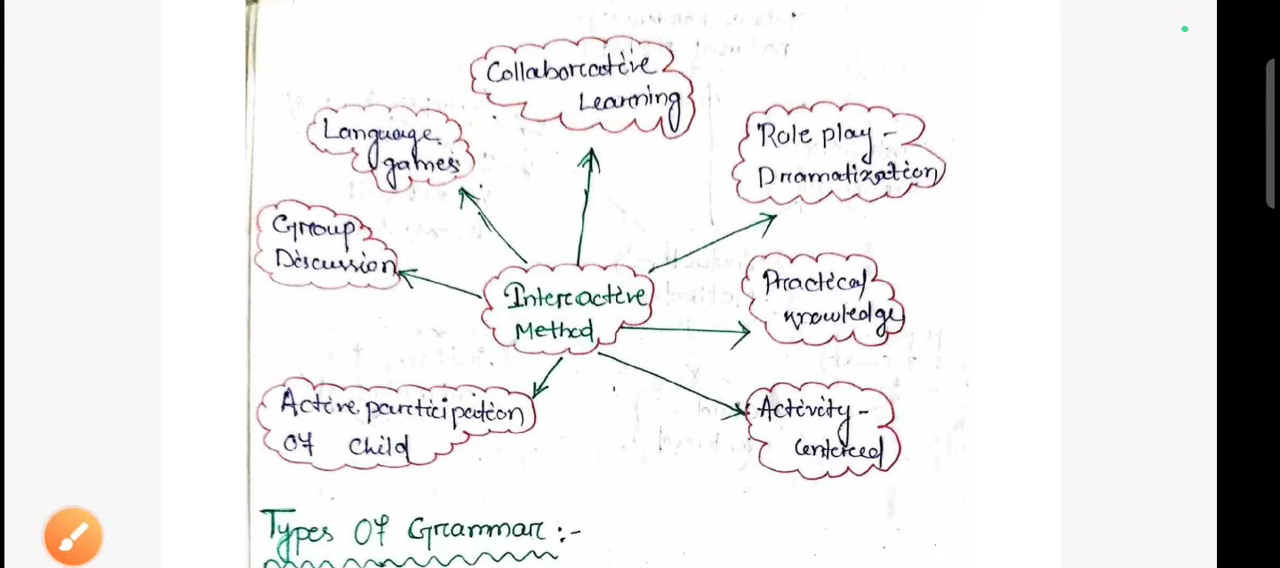 Collaborative
Learning
Language
games
Role play -
Dramatization
Group
Discussion
Interactive
Method
Practical
knowledge
Active participation
Of Child
Activity -
Centered
Types Of Grammar :-